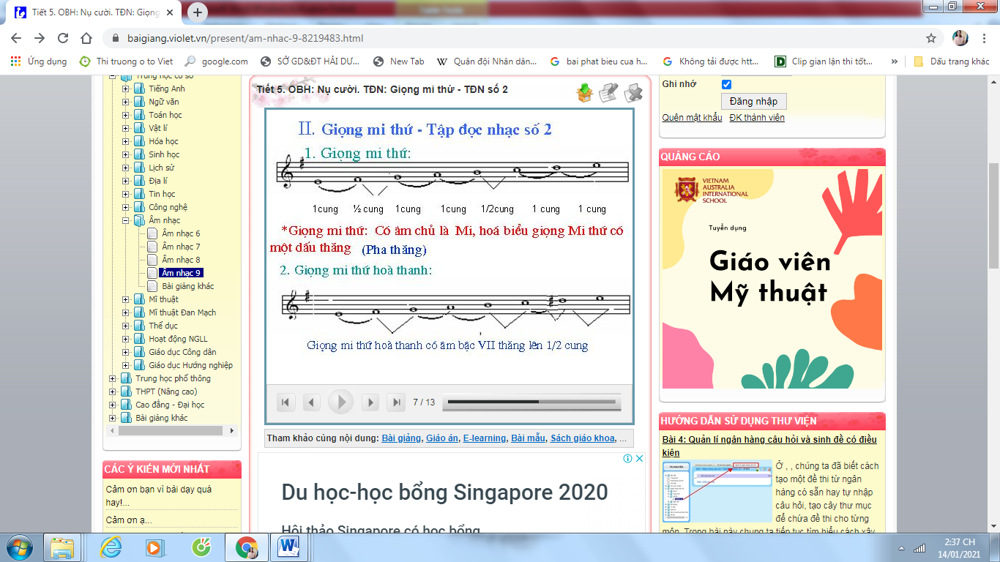 Tiết 5. OBH: Nụ cười. TĐN: Giọng
baigiang.violet.vn/present/am-nhac-9-8219483.html
Ứng dụng
Thi truong o to Viet
google.com
SỞ GD&ĐT HẢI DƯ...
New Tab
Quân đội Nhân dân...
bai phat bieu cua h...
Không tải được htt...
Clip gian lận thi tốt...
»
Dấu trang khác
Trung học cơ sở
Tiếng Anh
Ngữ văn
Toán học
Vật lí
Hóa học
Sinh học
Lịch sử
Địa lí
Tin học
Công nghệ
Âm nhạc
Âm nhạc 6
Âm nhạc 7
Âm nhạc 8
Âm nhạc 9
Bài giảng khác
Mĩ thuật
Mĩ thuật Đan Mạch
Thể dục
Hoạt động NGLL
Giáo dục Công dân
Giáo dục Hướng nghiệp
Trung học phổ thông
THPT (Nâng cao)
Cao đẳng - Đại học
Bài giảng khác
CÁC Ý KIẾN MỚI NHẤT
Cảm ơn bạn vì bài dạy quá
hay!...
Cảm ơn ạ...
Tiết 5. OBH: Nụ cười. TĐN: Giọng mi thứ - TĐN số 2
II. Giọng mi thứ - Tập đọc nhạc số 2
1. Giọng mi thứ:
1cung ½ cung 1cung 1cung 1/2cung 1 cung 1 cung
*Giọng mi thứ: Có âm chủ là Mi, hoá biểu giọng Mi thứ có
một dấu thăng (Pha thăng)
2. Giọng mi thứ hoà thanh:
Giọng mi thứ hoà thanh có âm bậc VII thăng lên 1/2 cung
7 / 13
Tham khảo cùng nội dung: Bài giảng, Giáo án, E-learning, Bài mẫu, Sách giáo khoa, ...
Du học-học bổng Singapore 2020
Hội thảo Singapore có học bổng
Ghi nhớ
Đăng nhập
Quên mật khẩu ĐK thành viên
QUẢNG CÁO
VIETNAM
AUSTRALIA
INTERNATIONAL
SCHOOL
Tuyển dụng
Giáo viên
Mỹ thuật
HƯỚNG DẪN SỬ DỤNG THƯ VIỆN
Bài 4: Quản lí ngân hàng câu hỏi và sinh đề có điều
kiện
Ở , , chúng ta đã biết cách
tạo một đề thi từ ngân
hàng có sẵn hay tự nhập
câu hỏi, tạo cây thư mục
để chứa đề thi cho từng
môn. Trong bài này chúng ta tiếp tục tìm hiểu cách xây
2:37 CH
14/01/2021